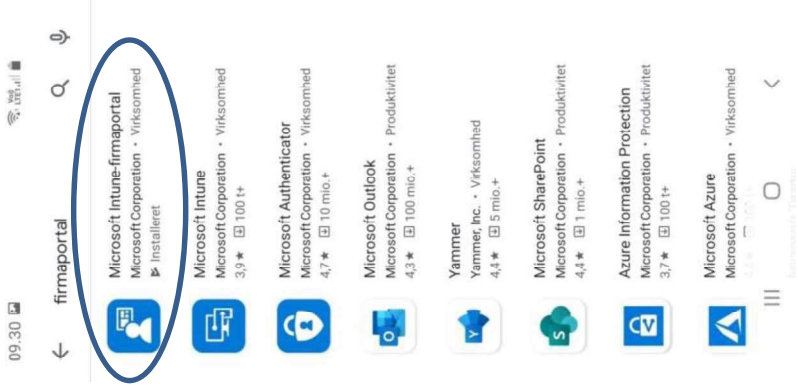 09.30
Vo))
LTE1
firmaportal
Microsoft Intune-firmaportal
Microsoft Corporation • Virksomhed
Installeret
Microsoft Intune
Microsoft Corporation • Virksomhed
3,9 ★ 100 t+
Microsoft Authenticator
Microsoft Corporation • Virksomhed
4,7 ★ 10 mio.+
Microsoft Outlook
Microsoft Corporation • Produktivitet
4,3 ★ 100 mio.+
Yammer
Yammer, Inc. • Virksomhed
4,4 ★ 5 mio.+
Microsoft SharePoint
Microsoft Corporation • Produktivitet
4,4 ★ 1 mio.+
Azure Information Protection
Microsoft Corporation • Produktivitet
3,7 ★ 100 t+
Microsoft Azure
Microsoft Corporation • Virksomhed